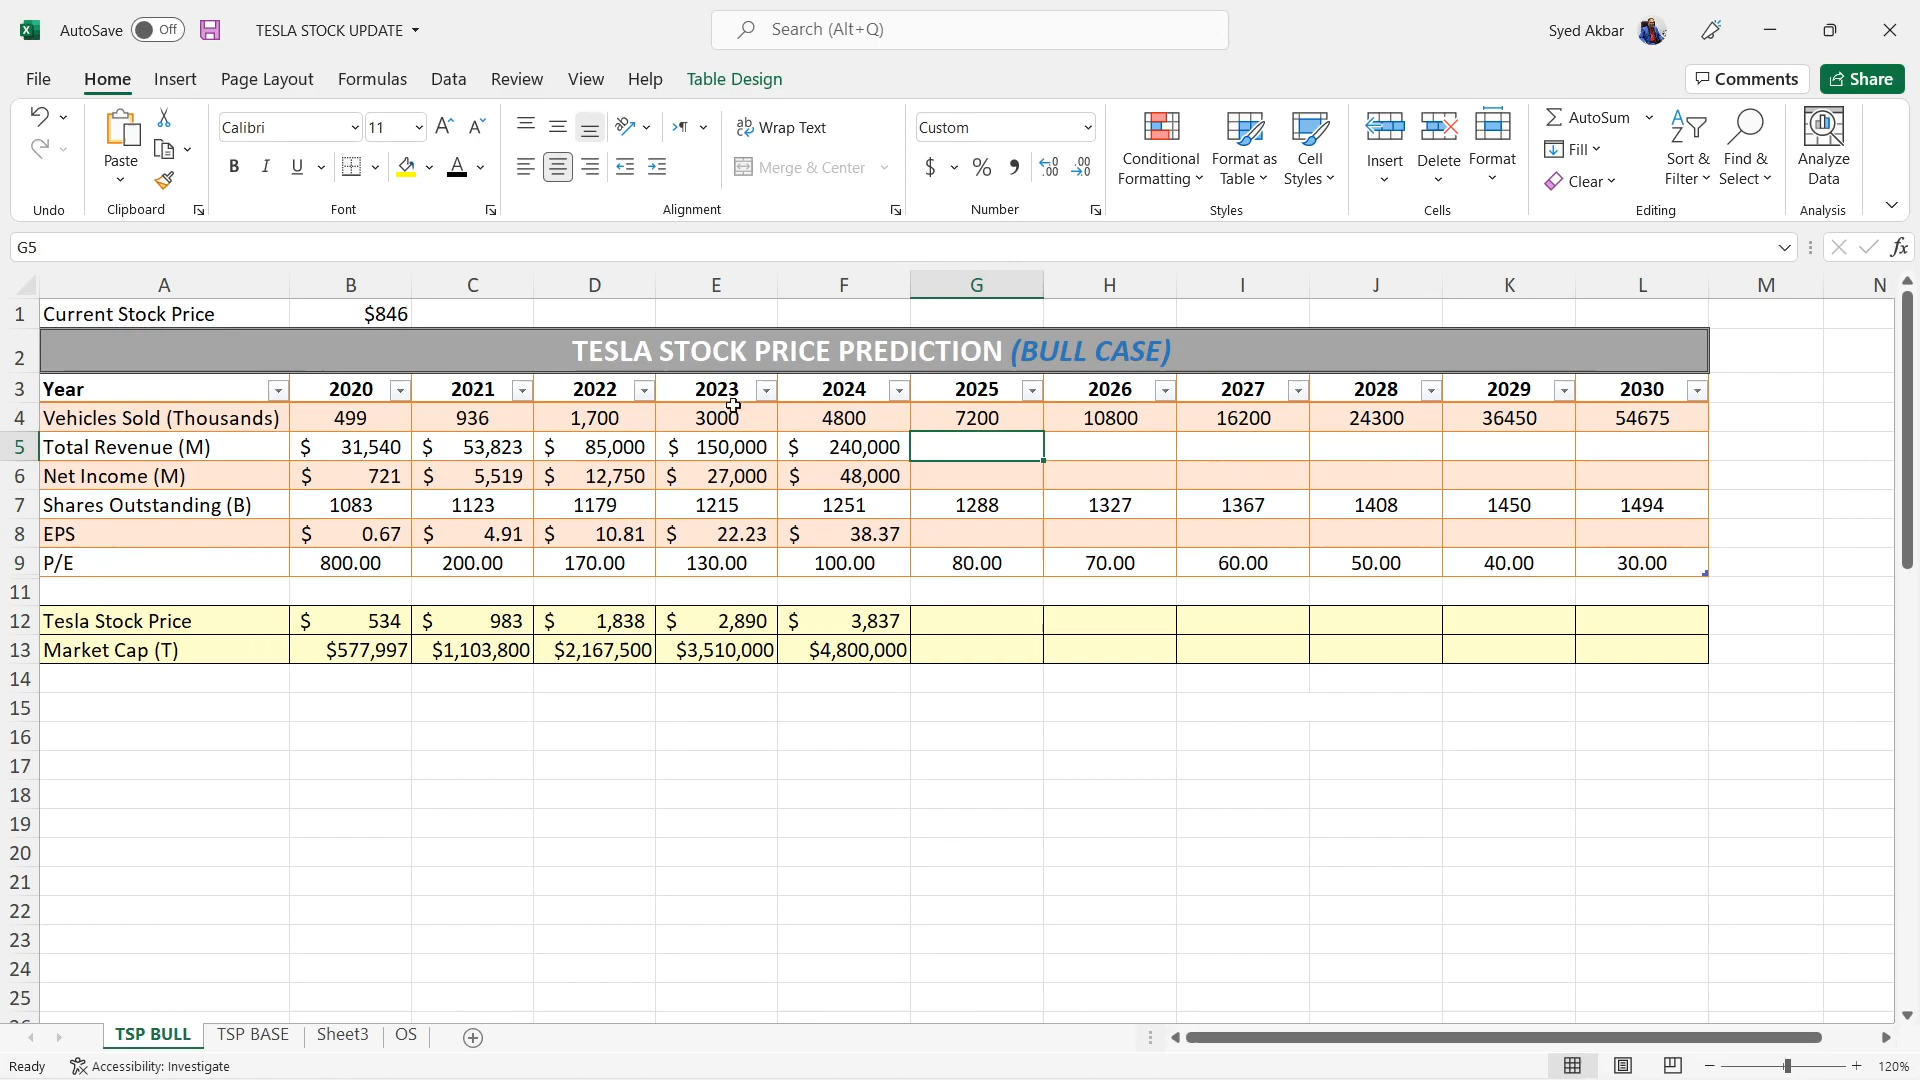 AutoSave Off TESLA STOCK UPDATE Search (Alt+Q) Syed Akbar
File Home Insert Page Layout Formulas Data Review View Help Table Design Comments Share
Paste Calibri 11 Wrap Text Custom AutoSum
B I U Merge & Center $ % Conditional Formatting Format as Table Cell Styles Insert Delete Format Fill Clear Sort & Filter Find & Select Analyze Data
Undo Clipboard Font Alignment Number Styles Cells Editing Analysis
G5 fx
A B C D E F G H I J K L M N
1 Current Stock Price $846
2 TESLA STOCK PRICE PREDICTION (BULL CASE)
3 Year 2020 2021 2022 2023 2024 2025 2026 2027 2028 2029 2030
4 Vehicles Sold (Thousands) 499 936 1,700 3000 4800 7200 10800 16200 24300 36450 54675
5 Total Revenue (M) $ 31,540 $ 53,823 $ 85,000 $ 150,000 $ 240,000
6 Net Income (M) $ 721 $ 5,519 $ 12,750 $ 27,000 $ 48,000
7 Shares Outstanding (B) 1083 1123 1179 1215 1251 1288 1327 1367 1408 1450 1494
8 EPS $ 0.67 $ 4.91 $ 10.81 $ 22.23 $ 38.37
9 P/E 800.00 200.00 170.00 130.00 100.00 80.00 70.00 60.00 50.00 40.00 30.00
11
12 Tesla Stock Price $ 534 $ 983 $ 1,838 $ 2,890 $ 3,837
13 Market Cap (T) $577,997 $1,103,800 $2,167,500 $3,510,000 $4,800,000
14
15
16
17
18
19
20
21
22
23
24
25
TSP BULL TSP BASE Sheet3 OS
Ready Accessibility: Investigate 120%